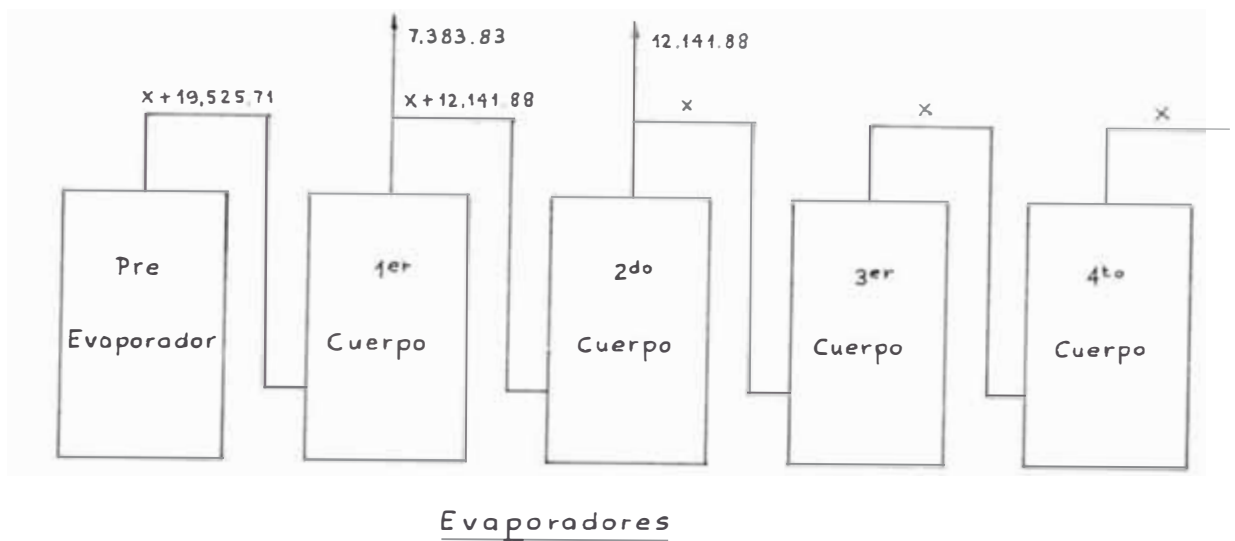 7,383.83
12,141.88
x + 19,525.71
x + 12,141.88
x
x
x
Pre
Evaporador
1er
Cuerpo
2do
Cuerpo
3er
Cuerpo
4to
Cuerpo
Evaporadores